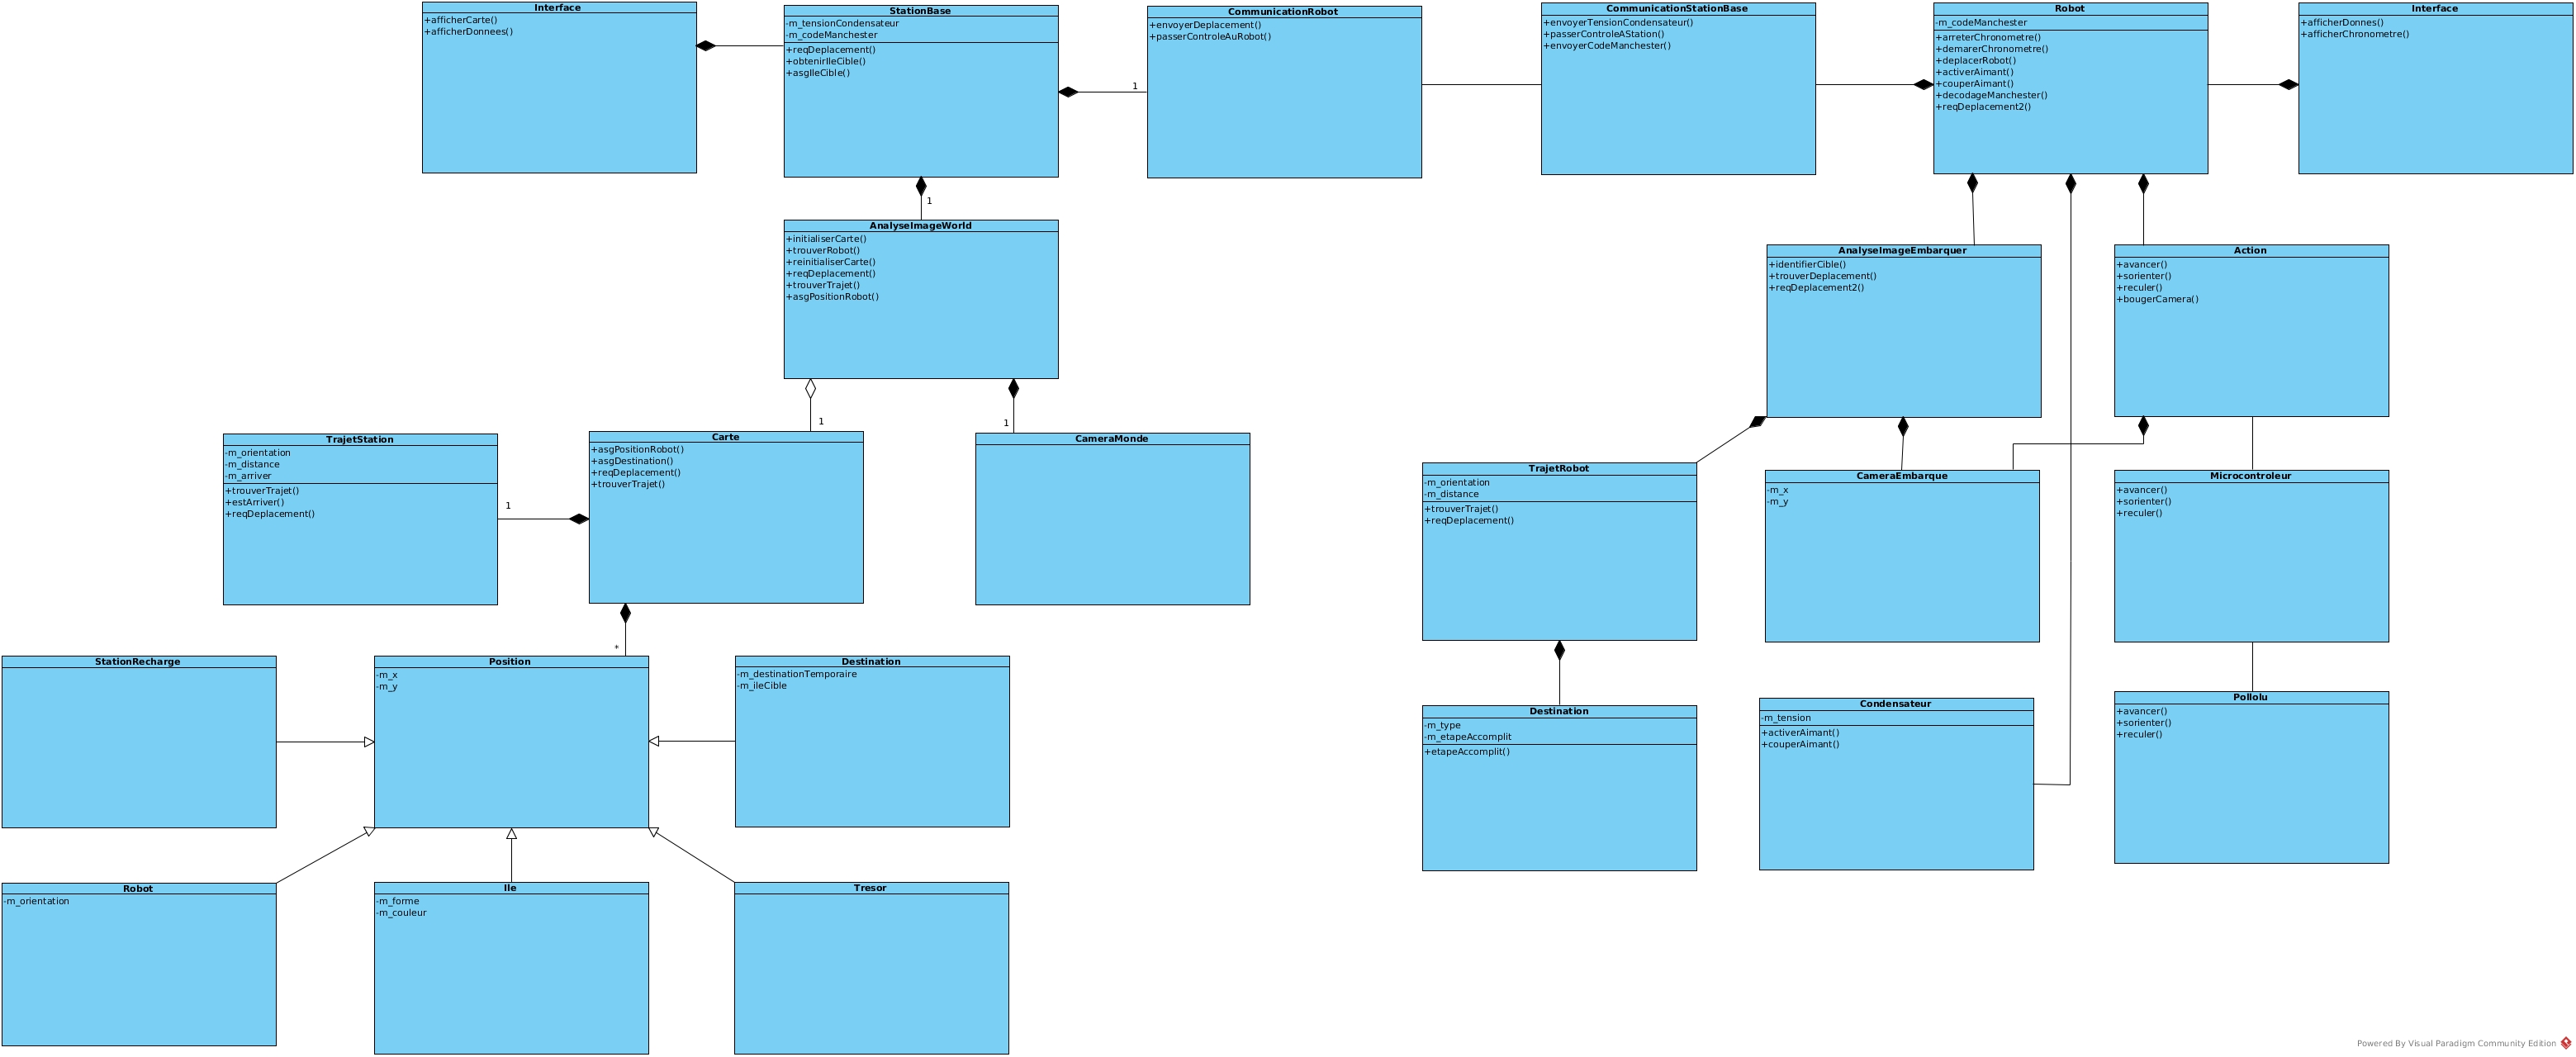 Interface
+afficherCarte()
+afficherDonnees()
StationBase
-m_tensionCondensateur
-m_codeManchester
+reqDeplacement()
+obtenirIleCible()
+asgIleCible()
1
CommunicationRobot
+envoyerDeplacement()
+passerControleAuRobot()
CommunicationStationBase
+envoyerTensionCondensateur()
+passerControleAStation()
+envoyerCodeManchester()
Robot
-m_codeManchester
+arreterChronometre()
+demarerChronometre()
+deplacerRobot()
+activerAimant()
+couperAimant()
+decodageManchester()
+reqDeplacement2()
Interface
+afficherDonnes()
+afficherChronometre()
1
AnalyseImageWorld
+initialiserCarte()
+trouverRobot()
+reinitialiserCarte()
+reqDeplacement()
+trouverTrajet()
+asgPositionRobot()
AnalyseImageEmbarquer
+identifierCible()
+trouverDeplacement()
+reqDeplacement2()
Action
+avancer()
+sorienter()
+reculer()
+bougerCamera()
1
1
TrajetStation
-m_orientation
-m_distance
-m_arriver
+trouverTrajet()
+estArriver()
+reqDeplacement()
1
Carte
+asgPositionRobot()
+asgDestination()
+reqDeplacement()
+trouverTrajet()
CameraMonde
TrajetRobot
-m_orientation
-m_distance
+trouverTrajet()
+reqDeplacement()
CameraEmbarque
-m_x
-m_y
Microcontroleur
+avancer()
+sorienter()
+reculer()
*
StationRecharge
Position
-m_x
-m_y
Destination
-m_destinationTemporaire
-m_ileCible
Destination
-m_type
-m_etapeAccomplit
+etapeAccomplit()
Condensateur
-m_tension
+activerAimant()
+couperAimant()
Pollolu
+avancer()
+sorienter()
+reculer()
Robot
-m_orientation
Ile
-m_forme
-m_couleur
Tresor
Powered By Visual Paradigm Community Edition